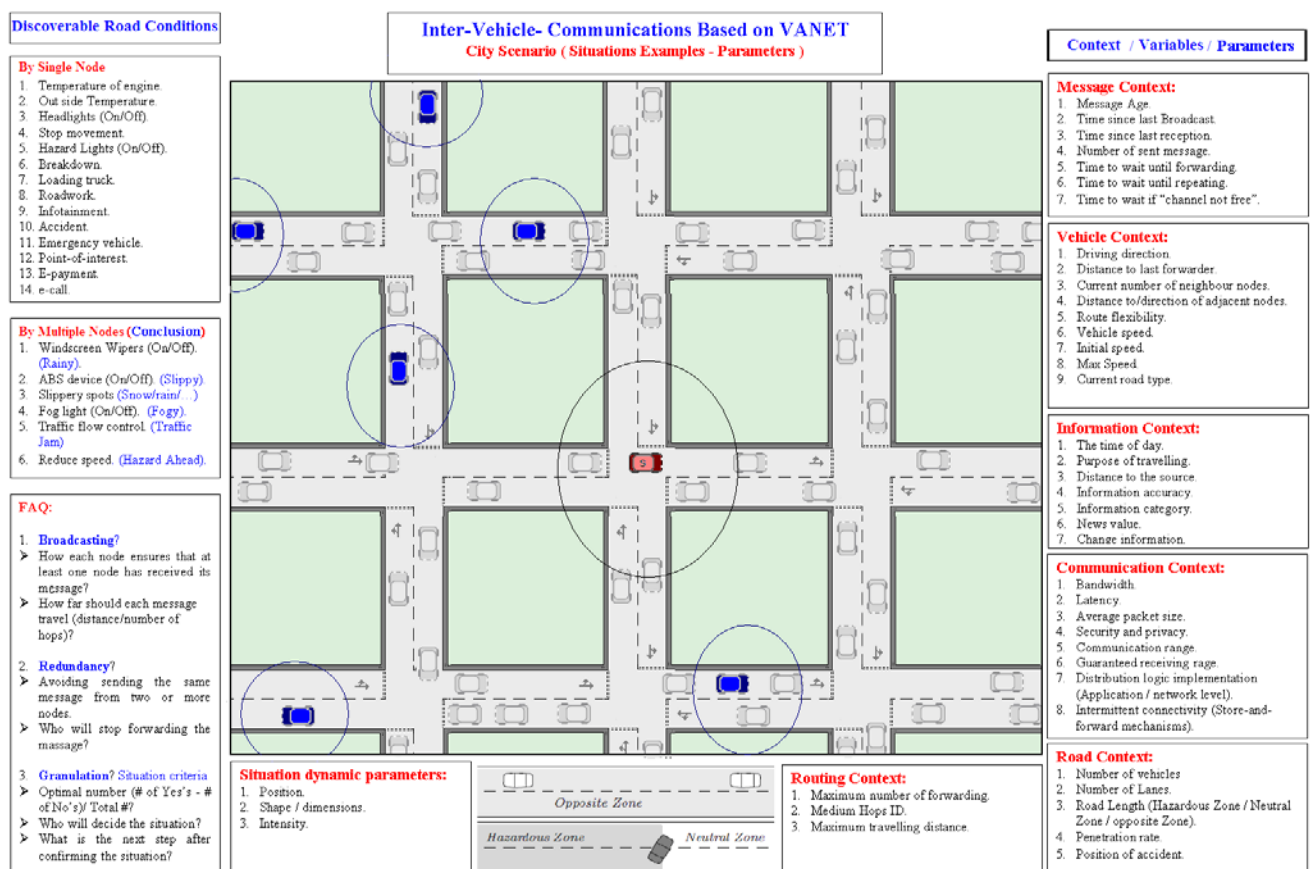 Discoverable Road Conditions
Inter-Vehicle- Communications Based on VANET
City Scenario ( Situations Examples - Parameters )
Context / Variables / Parameters
By Single Node
1. Temperature of engine.
2. Out side Temperature.
3. Headlights (On/Off).
4. Stop movement.
5. Hazard Lights (On/Off).
6. Breakdown.
7. Loading truck.
8. Roadwork.
9. Infotainment.
10. Accident.
11. Emergency vehicle.
12. Point-of-interest.
13. E-payment.
14. e-call.
By Multiple Nodes (Conclusion)
1. Windscreen Wipers (On/Off).
(Rainy).
2. ABS device (On/Off). (Slippy).
3. Slippery spots (Snow/rain/...)
4. Fog light (On/Off). (Fogy).
5. Traffic flow control. (Traffic
Jam)
6. Reduce speed. (Hazard Ahead).
FAQ:
1. Broadcasting?
➢ How each node ensures that at
least one node has received its
message?
➢ How far should each message
travel (distance/number of
hops)?
2. Redundancy?
➢ Avoiding sending the same
message from two or more
nodes.
➢ Who will stop forwarding the
massage?
3. Granulation? Situation criteria
➢ Optimal number (# of Yes's - #
of No's)/ Total #?
➢ Who will decide the situation?
➢ What is the next step after
confirming the situation?
S
Situation dynamic parameters:
1. Position.
2. Shape / dimensions.
3. Intensity.
Opposite Zone
Hazardous Zone / Neutral Zone
Routing Context:
1. Maximum number of forwarding.
2. Medium Hops ID.
3. Maximum travelling distance.
Message Context:
1. Message Age.
2. Time since last Broadcast.
3. Time since last reception.
4. Number of sent message.
5. Time to wait until forwarding.
6. Time to wait until repeating.
7. Time to wait if "channel not free".
Vehicle Context:
1. Driving direction.
2. Distance to last forwarder.
3. Current number of neighbour nodes.
4. Distance to/direction of adjacent nodes.
5. Route flexibility.
6. Vehicle speed.
7. Initial speed.
8. Max Speed.
9. Current road type.
Information Context:
1. The time of day.
2. Purpose of travelling.
3. Distance to the source.
4. Information accuracy.
5. Information category.
6. News value.
7. Change information.
Communication Context:
1. Bandwidth.
2. Latency.
3. Average packet size.
4. Security and privacy.
5. Communication range.
6. Guaranteed receiving rage.
7. Distribution logic implementation
(Application / network level).
8. Intermittent connectivity (Store-and-
forward mechanisms).
Road Context:
1. Number of vehicles
2. Number of Lanes.
3. Road Length (Hazardous Zone / Neutral
Zone / opposite Zone).
4. Penetration rate.
5. Position of accident.